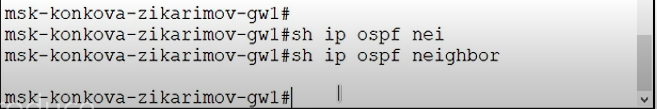 msk-konkova-zikarimov-gw1#
msk-konkova-zikarimov-gw1#sh ip ospf nei
msk-konkova-zikarimov-gw1#sh ip ospf neighbor
msk-konkova-zikarimov-gw1#